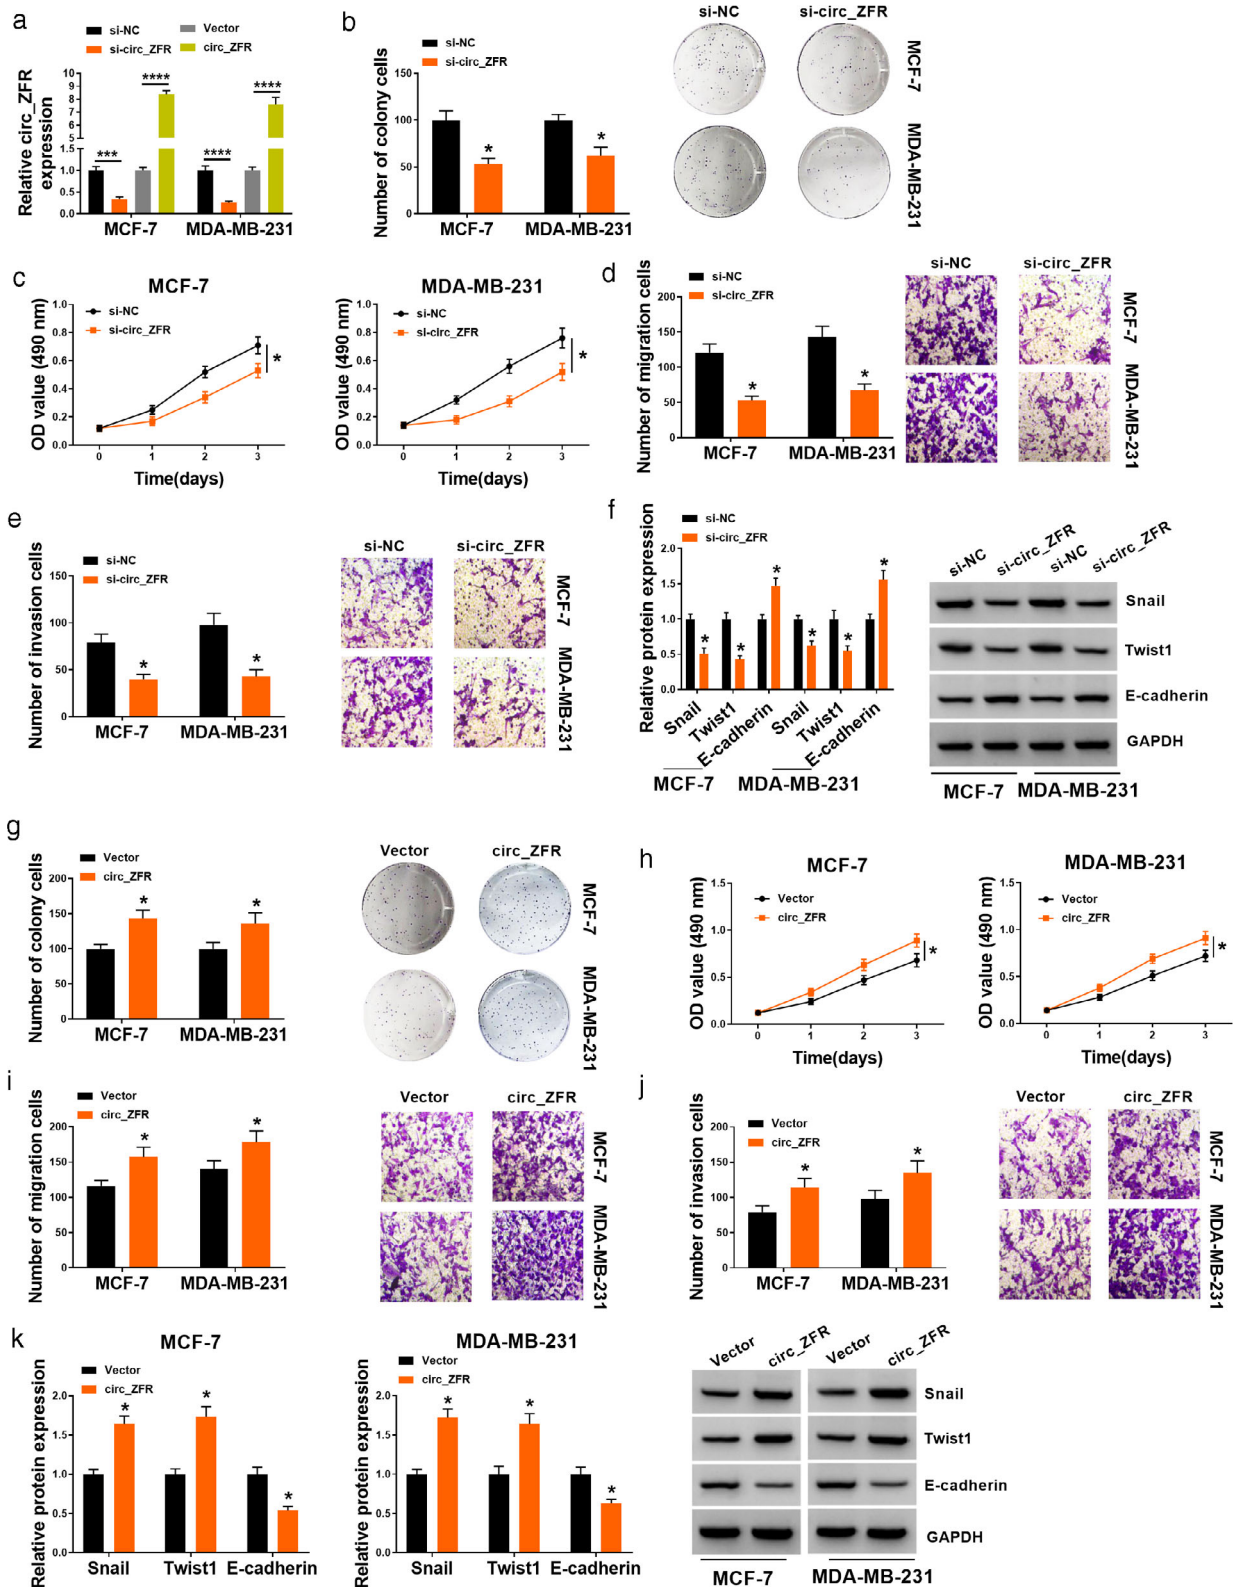 a
si-NC
Vector
si-circ_ZFR
circ_ZFR
Relative circ_ZFR
expression
10
9
8
7
6
5
1.5
1.0
0.5
0.0
***
****
****
****
MCF-7
MDA-MB-231
b
si-NC
si-circ_ZFR
Number of colony cells
150
100
50
0
*
*
MCF-7
MDA-MB-231
si-NC
si-circ_ZFR
MCF-7
MDA-MB-231
c
MCF-7
OD value (490 nm)
1.0
0.8
0.6
0.4
0.2
0.0
si-NC
si-circ_ZFR
*
0 1 2 3
Time(days)
MDA-MB-231
OD value (490 nm)
1.0
0.8
0.6
0.4
0.2
0.0
si-NC
si-circ_ZFR
*
0 1 2 3
Time(days)
d
si-NC
si-circ_ZFR
Number of migration cells
200
150
100
50
0
*
*
MCF-7
MDA-MB-231
si-NC
si-circ_ZFR
MCF-7
MDA-MB-231
e
si-NC
si-circ_ZFR
Number of invasion cells
150
100
50
0
*
*
MCF-7
MDA-MB-231
si-NC
si-circ_ZFR
MCF-7
MDA-MB-231
f
si-NC
si-circ_ZFR
Relative protein expression
2.0
1.5
1.0
0.5
0.0
*
*
*
*
*
*
Snail
Twist1
E-cadherin
Snail
Twist1
E-cadherin
MCF-7
MDA-MB-231
si-NC
si-circ_ZFR
si-NC
si-circ_ZFR
Snail
Twist1
E-cadherin
GAPDH
MCF-7
MDA-MB-231
g
Vector
circ_ZFR
Number of colony cells
200
150
100
50
0
*
*
MCF-7
MDA-MB-231
Vector
circ_ZFR
MCF-7
MDA-MB-231
h
MCF-7
OD value (490 nm)
1.5
1.0
0.5
0.0
Vector
circ_ZFR
*
0 1 2 3
Time(days)
MDA-MB-231
OD value (490 nm)
1.5
1.0
0.5
0.0
Vector
circ_ZFR
*
0 1 2 3
Time(days)
i
Vector
circ_ZFR
Number of migration cells
200
150
100
50
0
*
*
MCF-7
MDA-MB-231
Vector
circ_ZFR
MCF-7
MDA-MB-231
j
Vector
circ_ZFR
Number of invasion cells
200
150
100
50
0
*
*
MCF-7
MDA-MB-231
Vector
circ_ZFR
MCF-7
MDA-MB-231
k
MCF-7
Vector
circ_ZFR
Relative protein expression
2.0
1.5
1.0
0.5
0.0
*
*
*
Snail
Twist1
E-cadherin
MDA-MB-231
Vector
circ_ZFR
Relative protein expression
2.0
1.5
1.0
0.5
0.0
*
*
*
Snail
Twist1
E-cadherin
Vector
circ_ZFR
Vector
circ_ZFR
Snail
Twist1
E-cadherin
GAPDH
MCF-7
MDA-MB-231